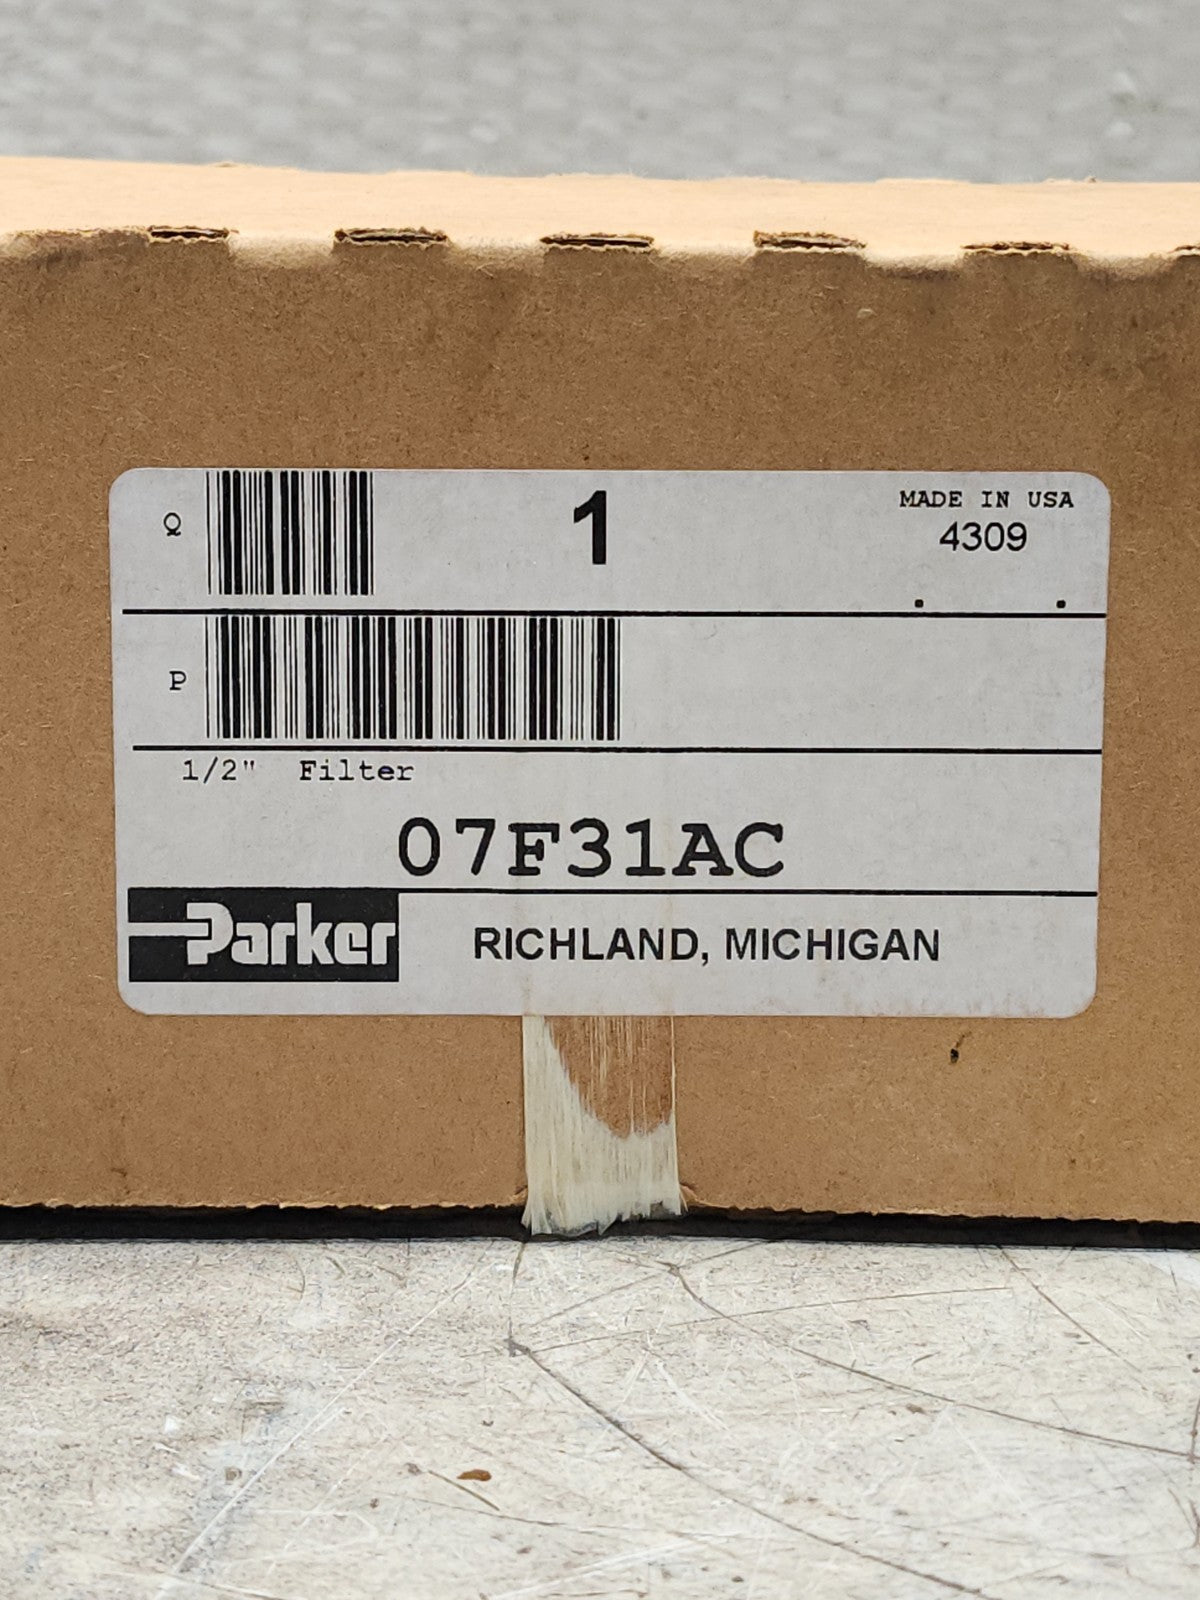 Q 1 MADE IN USA
4309
P
1/2" Filter
07F31AC
Parker RICHLAND, MICHIGAN